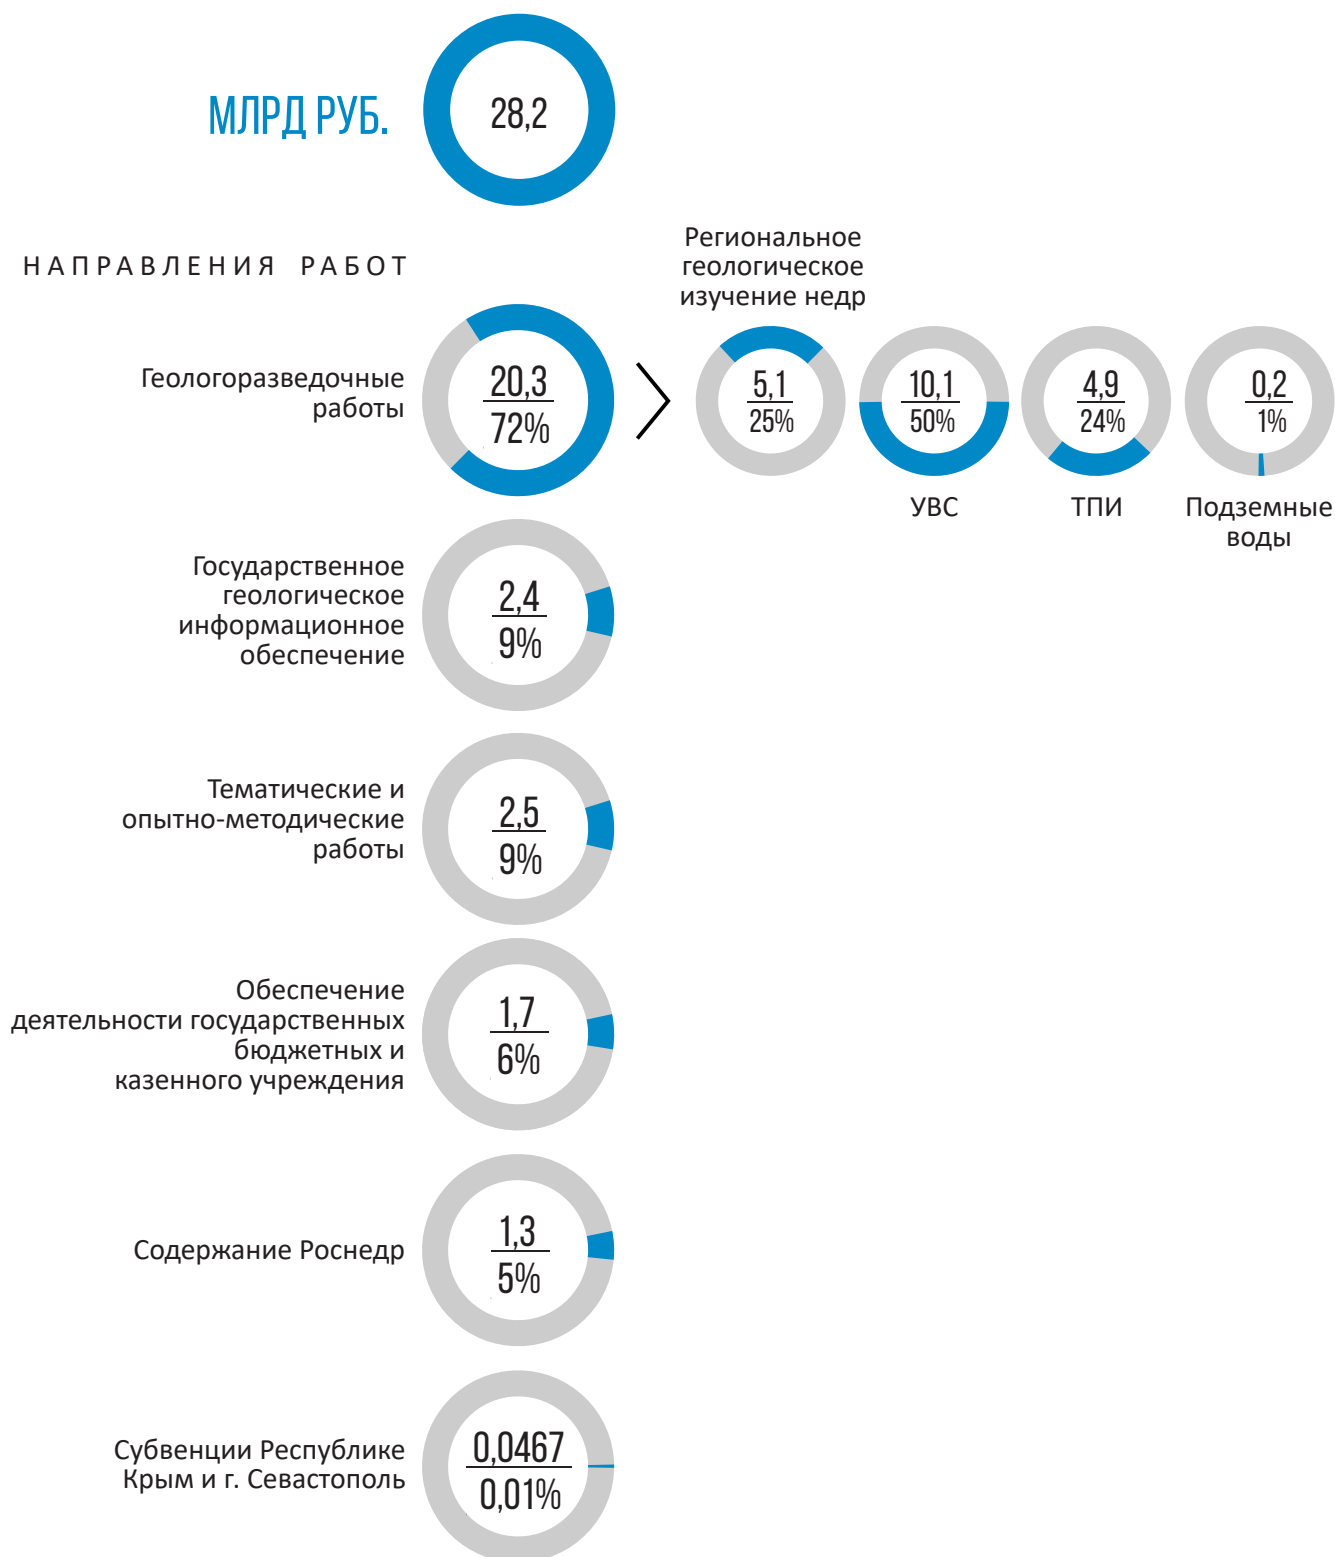 МЛРД РУБ.
28,2
НАПРАВЛЕНИЯ РАБОТ
Геологоразведочные
работы
20,3
72%
Региональное
геологическое
изучение недр
5,1
25%
10,1
50%
УВС
4,9
24%
ТПИ
0,2
1%
Подземные
воды
Государственное
геологическое
информационное
обеспечение
2,4
9%
Тематические и
опытно-методические
работы
2,5
9%
Обеспечение
деятельности государственных
бюджетных и
казенного учреждения
1,7
6%
Содержание Роснедр
1,3
5%
Субвенции Республике
Крым и г. Севастополь
0,0467
0,01%